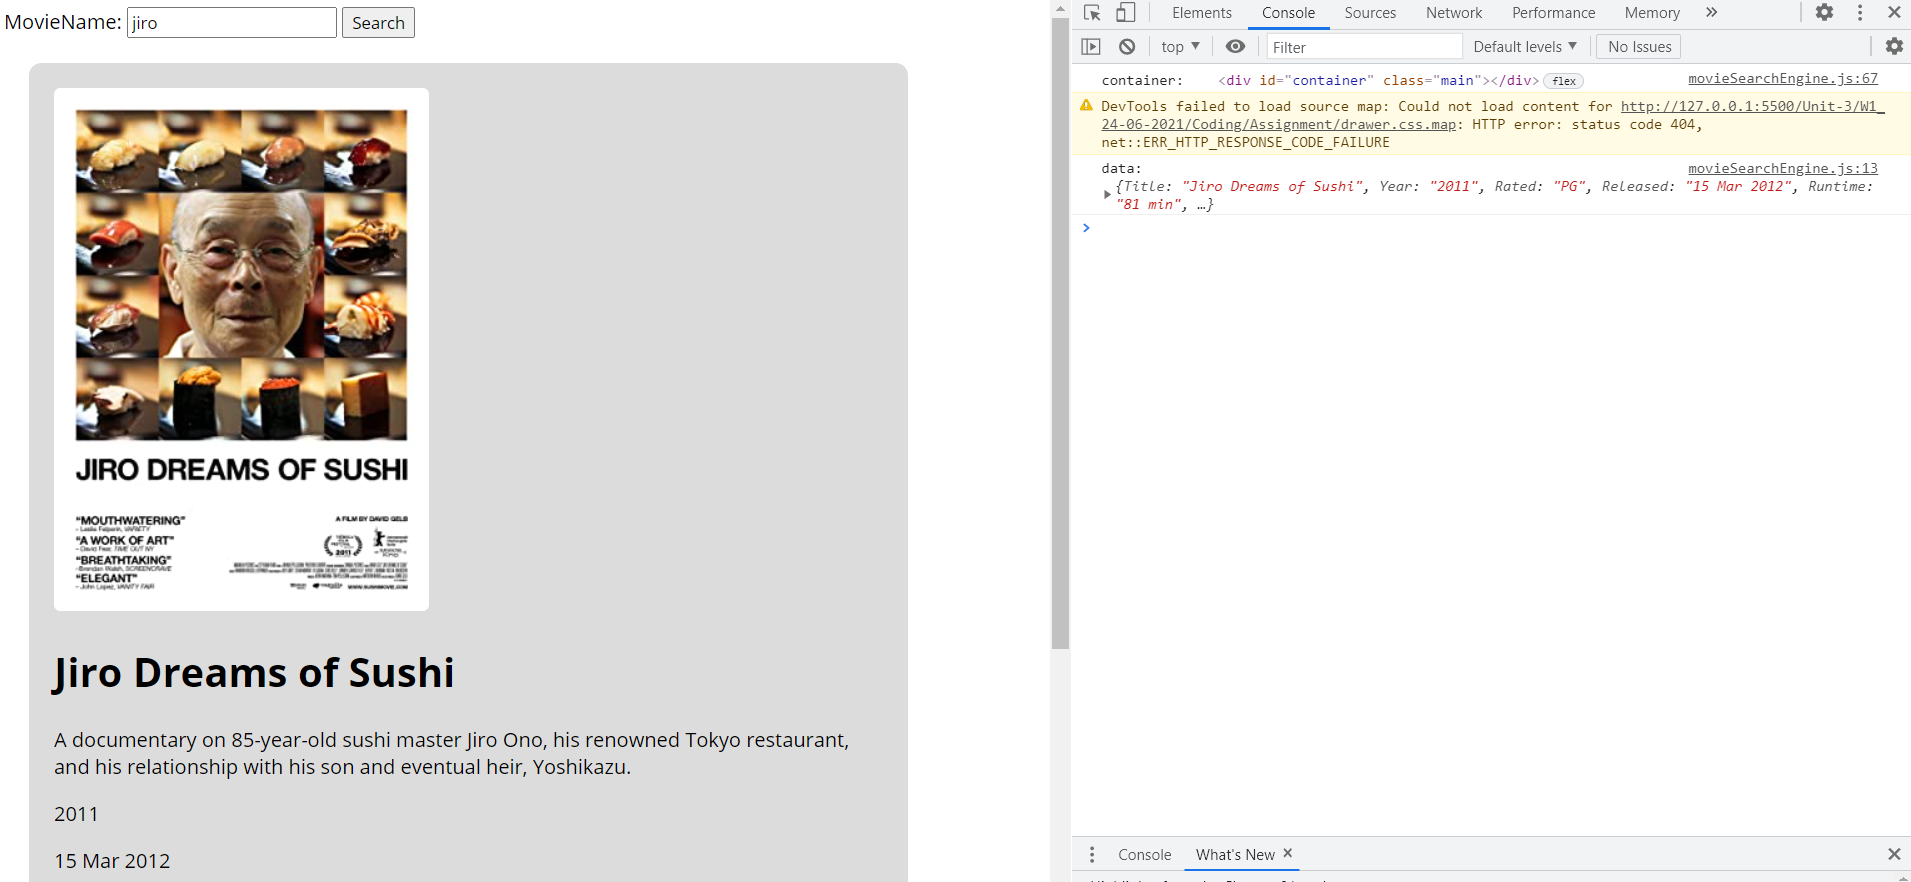 MovieName: jiro Search
JIRO DREAMS OF SUSHI
“MOUTHWATERING”
“A WORK OF ART”
“BREATHTAKING”
“ELEGANT”
A FILM BY DAVID GELB
2011
Jiro Dreams of Sushi
A documentary on 85-year-old sushi master Jiro Ono, his renowned Tokyo restaurant,
and his relationship with his son and eventual heir, Yoshikazu.
2011
15 Mar 2012
Elements Console Sources Network Performance Memory »
top ▼ Filter Default levels ▼ No Issues
container: <div id="container" class="main"></div> flex movieSearchEngine.js:67
DevTools failed to load source map: Could not load content for http://127.0.0.1:5500/Unit-3/W1_
24-06-2021/Coding/Assignment/drawer.css.map: HTTP error: status code 404,
net::ERR_HTTP_RESPONSE_CODE_FAILURE
data: movieSearchEngine.js:13
{Title: "Jiro Dreams of Sushi", Year: "2011", Rated: "PG", Released: "15 Mar 2012", Runtime:
"81 min", …}
Console What's New